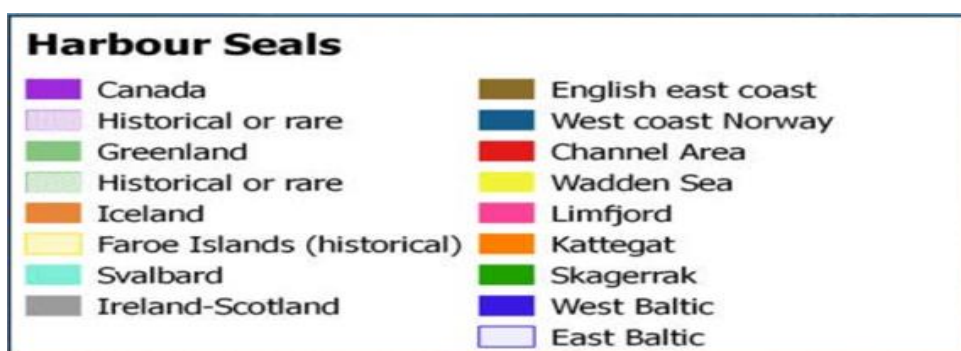 Harbour Seals
Canada
Historical or rare
Greenland
Historical or rare
Iceland
Faroe Islands (historical)
Svalbard
Ireland-Scotland
English east coast
West coast Norway
Channel Area
Wadden Sea
Limfjord
Kattegat
Skagerrak
West Baltic
East Baltic